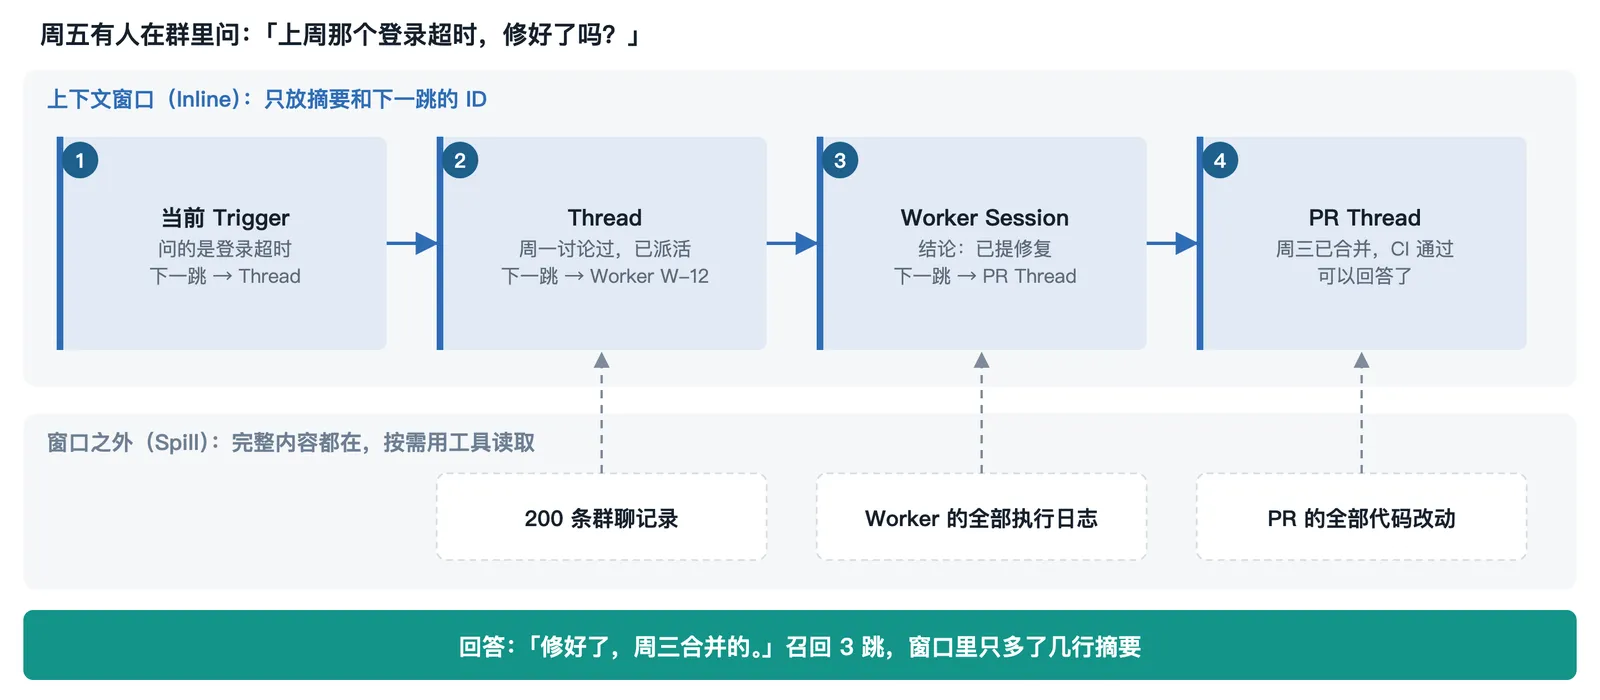 周五有人在群里问：「上周那个登录超时，修好了吗？」
上下文窗口（Inline）：只放摘要和下一跳的 ID
1
当前 Trigger
问的是登录超时
下一跳 → Thread
2
Thread
周一讨论过，已派活
下一跳 → Worker W-12
3
Worker Session
结论：已提修复
下一跳 → PR Thread
4
PR Thread
周三已合并，CI 通过
可以回答了
窗口之外（Spill）：完整内容都在，按需用工具读取
200 条群聊记录
Worker 的全部执行日志
PR 的全部代码改动
回答：「修好了，周三合并的。」召回 3 跳，窗口里只多了几行摘要